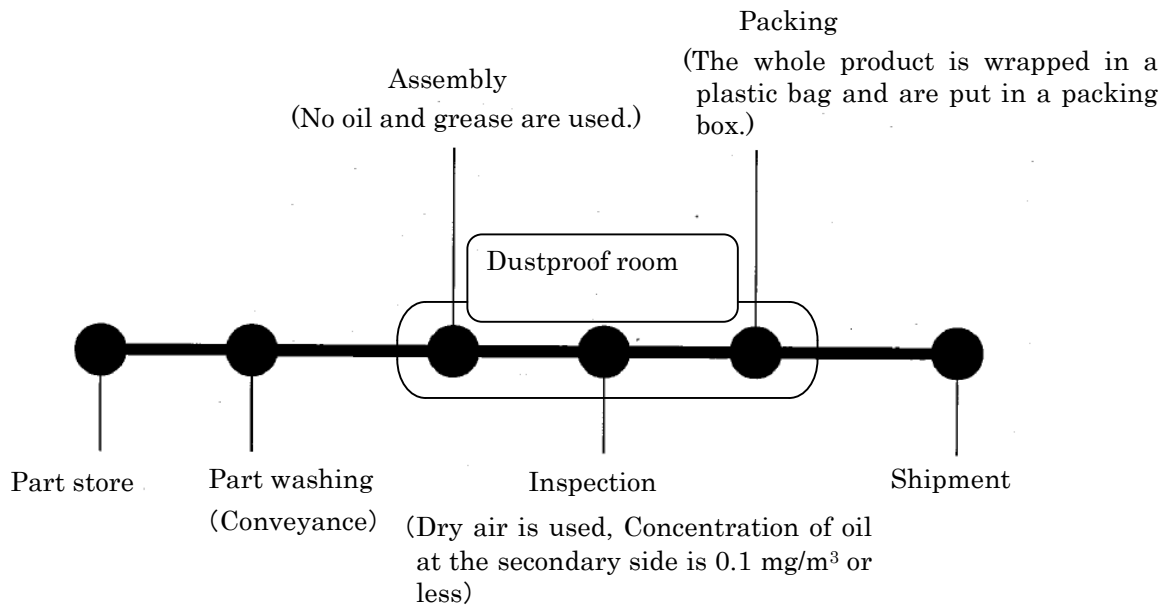 Packing
(The whole product is wrapped in a
plastic bag and are put in a packing
box.)
Assembly
(No oil and grease are used.)
Dustproof room
Part store
Part washing
(Conveyance)
Inspection
(Dry air is used, Concentration of oil
at the secondary side is 0.1 mg/m³ or
less)
Shipment